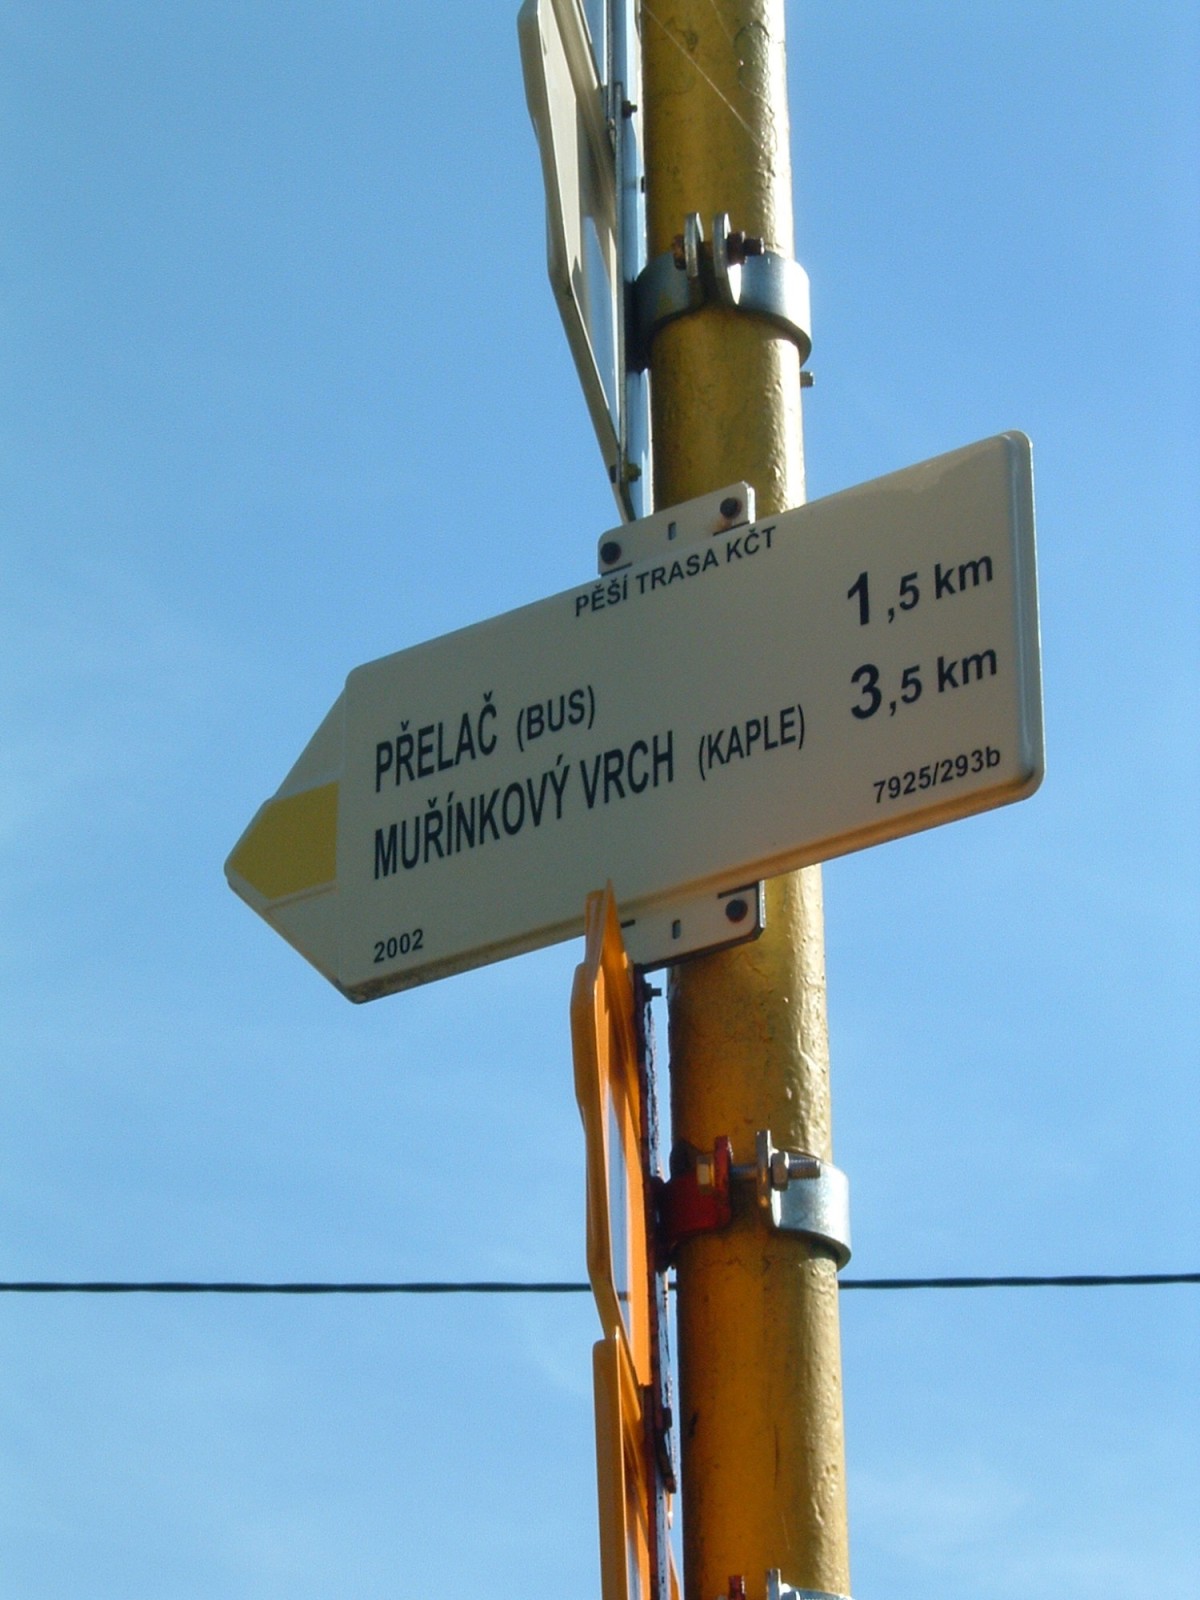 PĚŠÍ TRASA KČT
PŘELAČ (BUS) 1,5 km
MUŘÍNKOVÝ VRCH (KAPLE) 3,5 km
7925/293b
2002